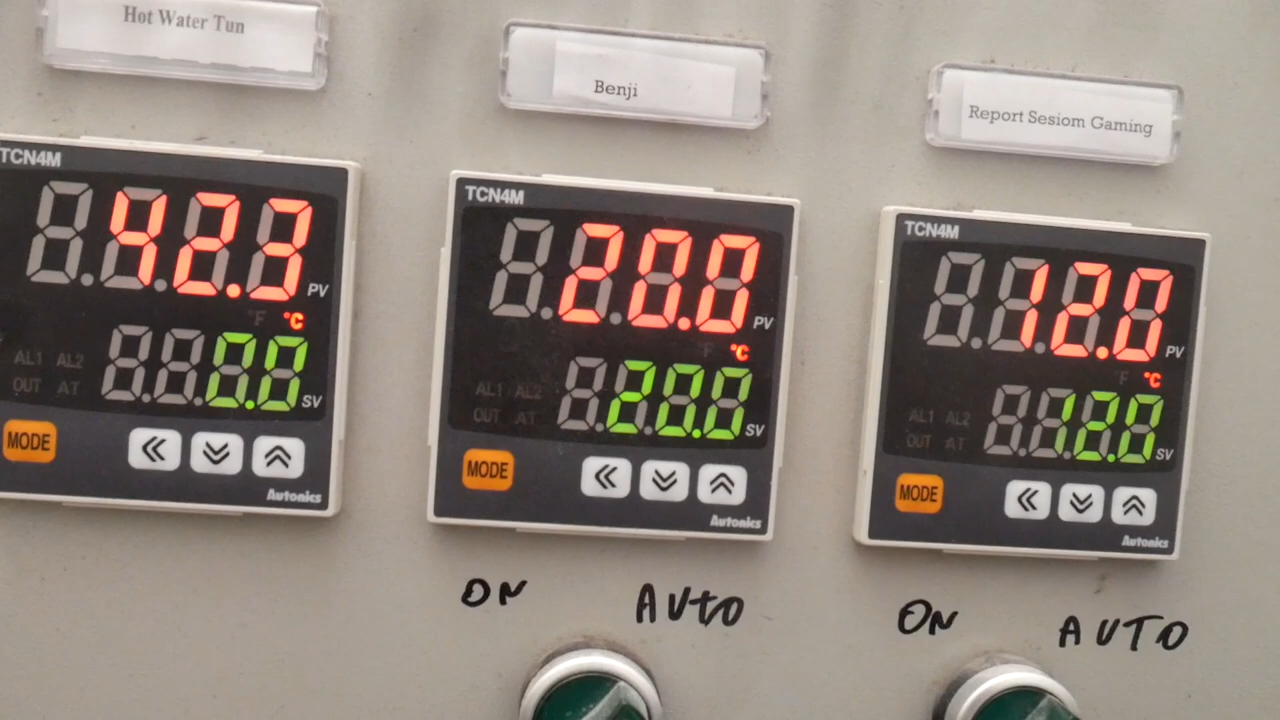 Hot Water Tun
Benji
Report Sesiom Gaming
TCN4M
42.3
PV
°F °C
AL1 AL2
OUT AT
0.0
SV
MODE
Autonics
TCN4M
20.0
PV
°F °C
AL1 AL2
OUT AT
20.0
SV
MODE
Autonics
TCN4M
12.0
PV
°F °C
AL1 AL2
OUT AT
12.0
SV
MODE
Autonics
ON AUTO
ON AUTO